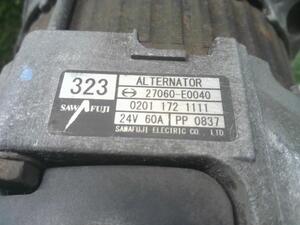 323
ALTERNATOR
27060-E0040
0201 172 1111
SAWAFUJI
24V 60A PP 0837
SAWAFUJI ELECTRIC CO., LTD